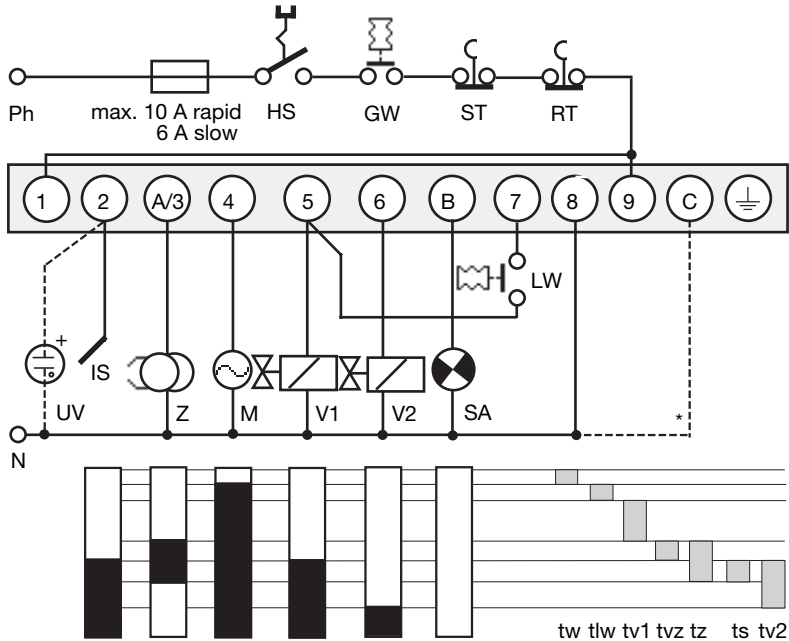 Ph
max. 10 A rapid
6 A slow
HS
GW
ST
RT
1 2 A/3 4 5 6 B 7 8 9 C
LW
+
IS
UV
Z
M
V1
V2
SA
*
N
tw tlw tv1 tvz tz ts tv2